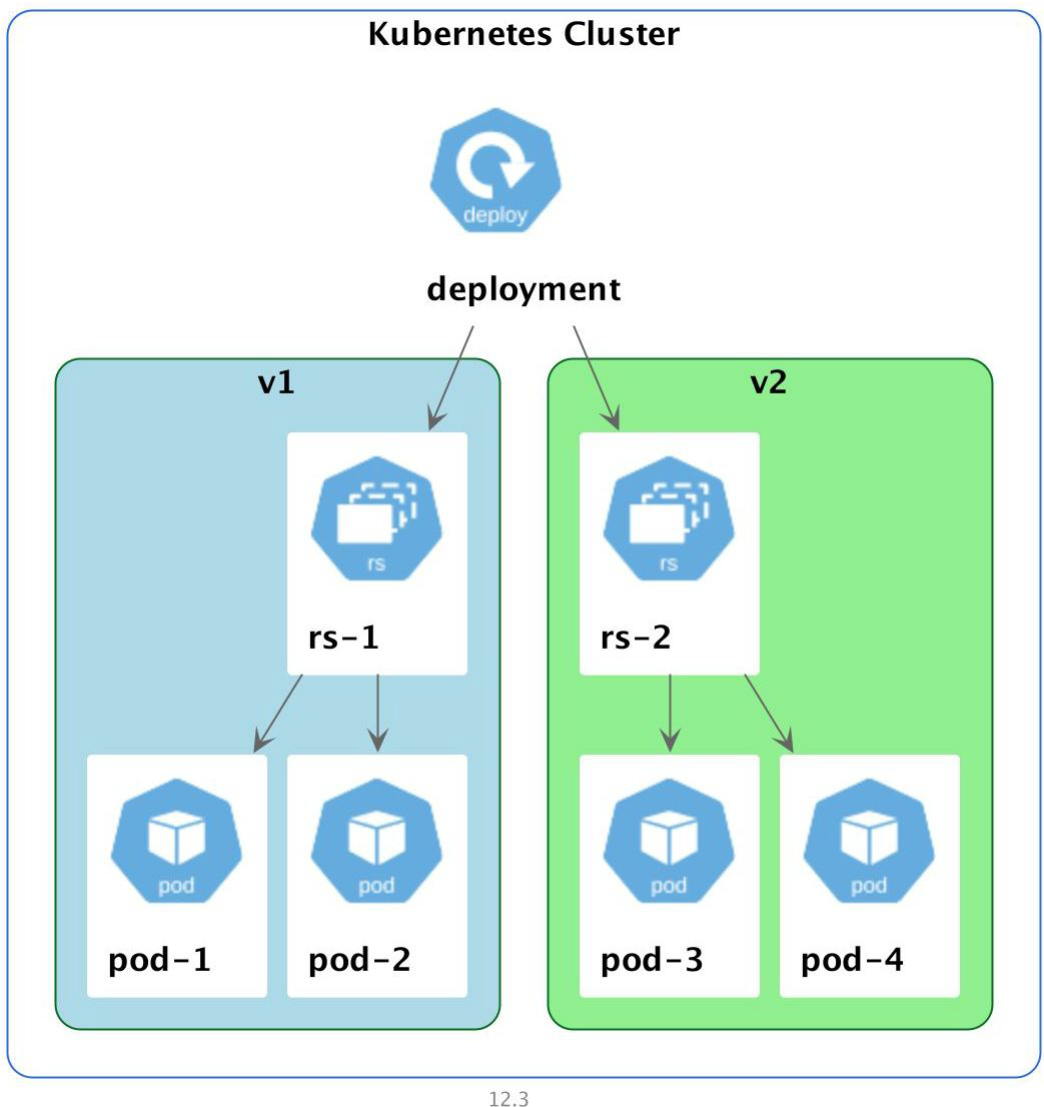 Kubernetes Cluster
deploy
deployment
v1
v2
rs
rs
rs-1
rs-2
pod
pod
pod
pod
pod-1
pod-2
pod-3
pod-4
12.3